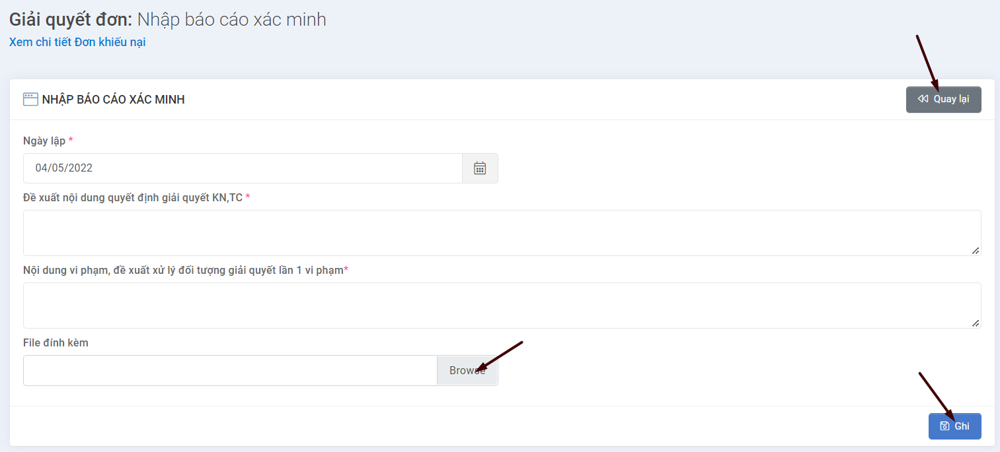 Giải quyết đơn: Nhập báo cáo xác minh
Xem chi tiết Đơn khiếu nại
NHẬP BÁO CÁO XÁC MINH
Quay lại
Ngày lập *
04/05/2022
Đề xuất nội dung quyết định giải quyết KN,TC *
Nội dung vi phạm, đề xuất xử lý đối tượng giải quyết lần 1 vi phạm*
File đính kèm
Browse
Ghi